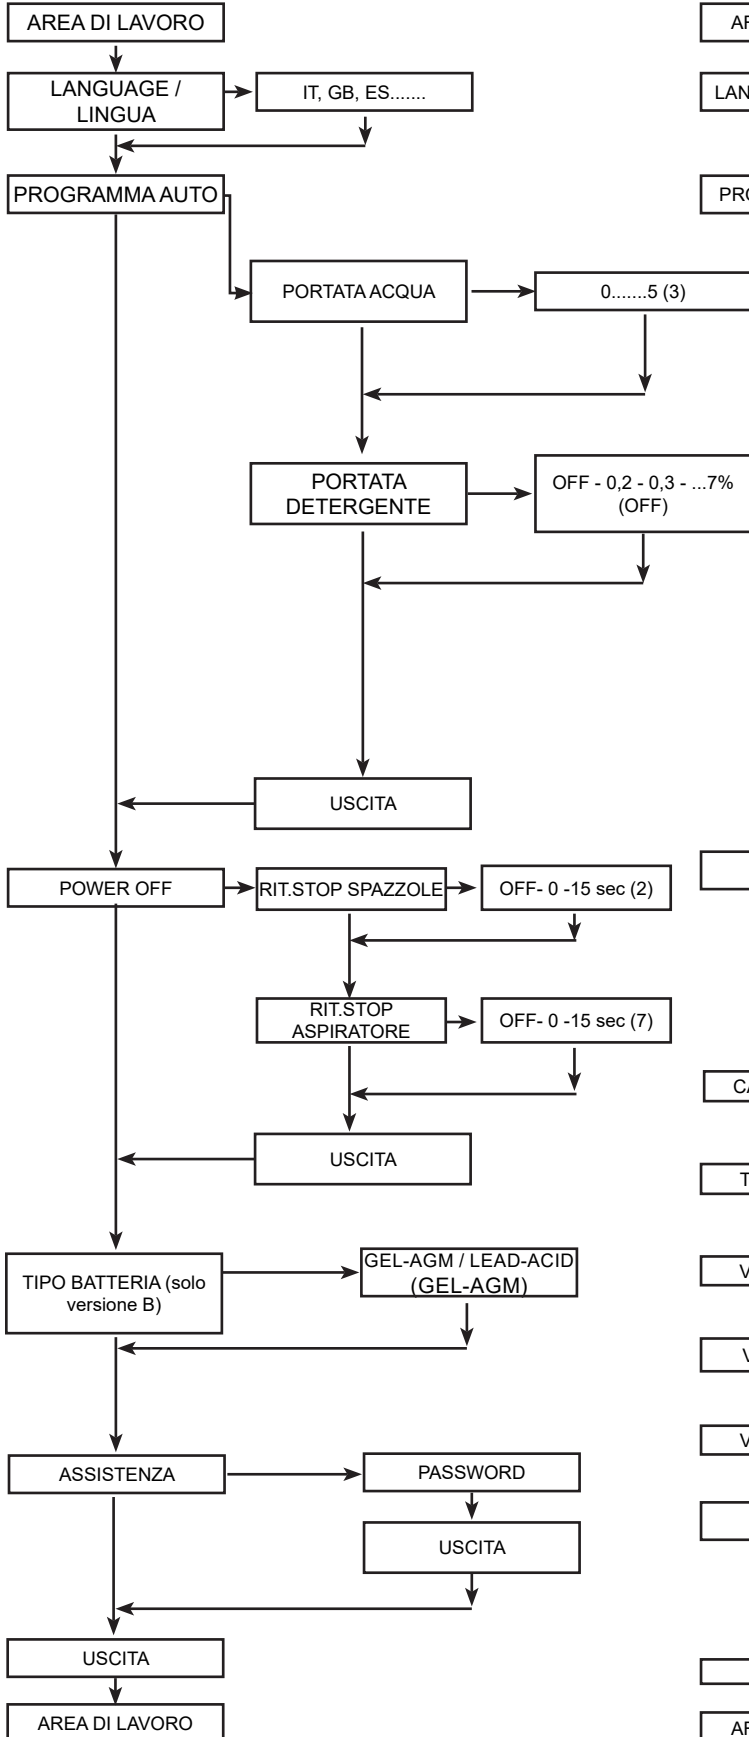 AREA DI LAVORO
LANGUAGE /
LINGUA
IT, GB, ES.......
PROGRAMMA AUTO
PORTATA ACQUA
0.......5 (3)
PORTATA
DETERGENTE
OFF - 0,2 - 0,3 - ...7%
(OFF)
USCITA
POWER OFF
RIT.STOP SPAZZOLE
OFF- 0 -15 sec (2)
RIT.STOP
ASPIRATORE
OFF- 0 -15 sec (7)
USCITA
TIPO BATTERIA (solo
versione B)
GEL-AGM / LEAD-ACID
(GEL-AGM)
ASSISTENZA
PASSWORD
USCITA
USCITA
AREA DI LAVORO